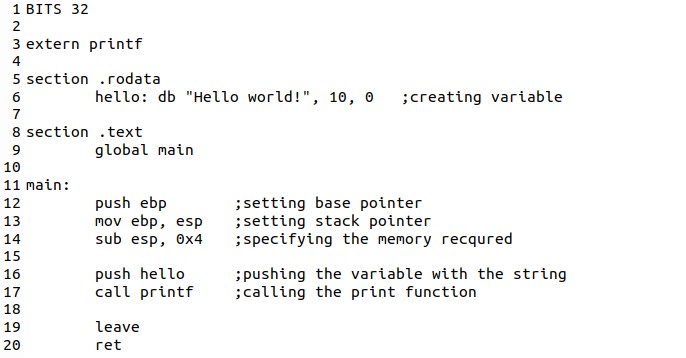 1 BITS 32
2
3 extern printf
4
5 section .rodata
6 hello: db "Hello world!", 10, 0 ;creating variable
7
8 section .text
9 global main
10
11 main:
12 push ebp ;setting base pointer
13 mov ebp, esp ;setting stack pointer
14 sub esp, 0x4 ;specifying the memory recqured
15
16 push hello ;pushing the variable with the string
17 call printf ;calling the print function
18
19 leave
20 ret